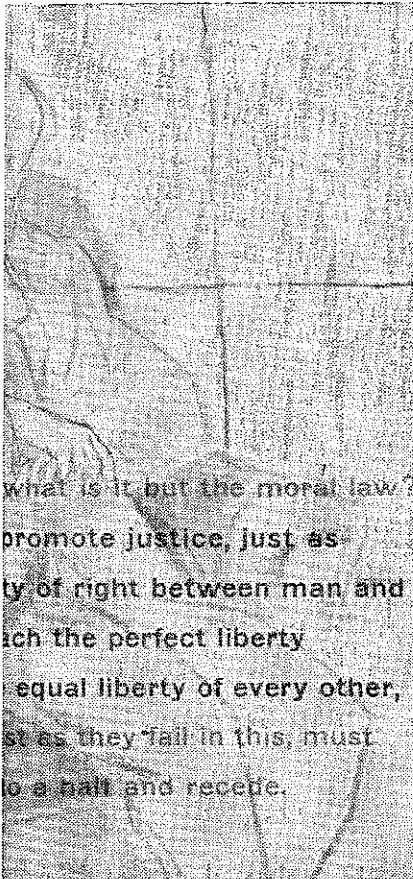 what is it but the moral law?
promote justice, just as
ty of right between man and
ach the perfect liberty
equal liberty of every other,
st as they fail in this, must
to a halt and recede.